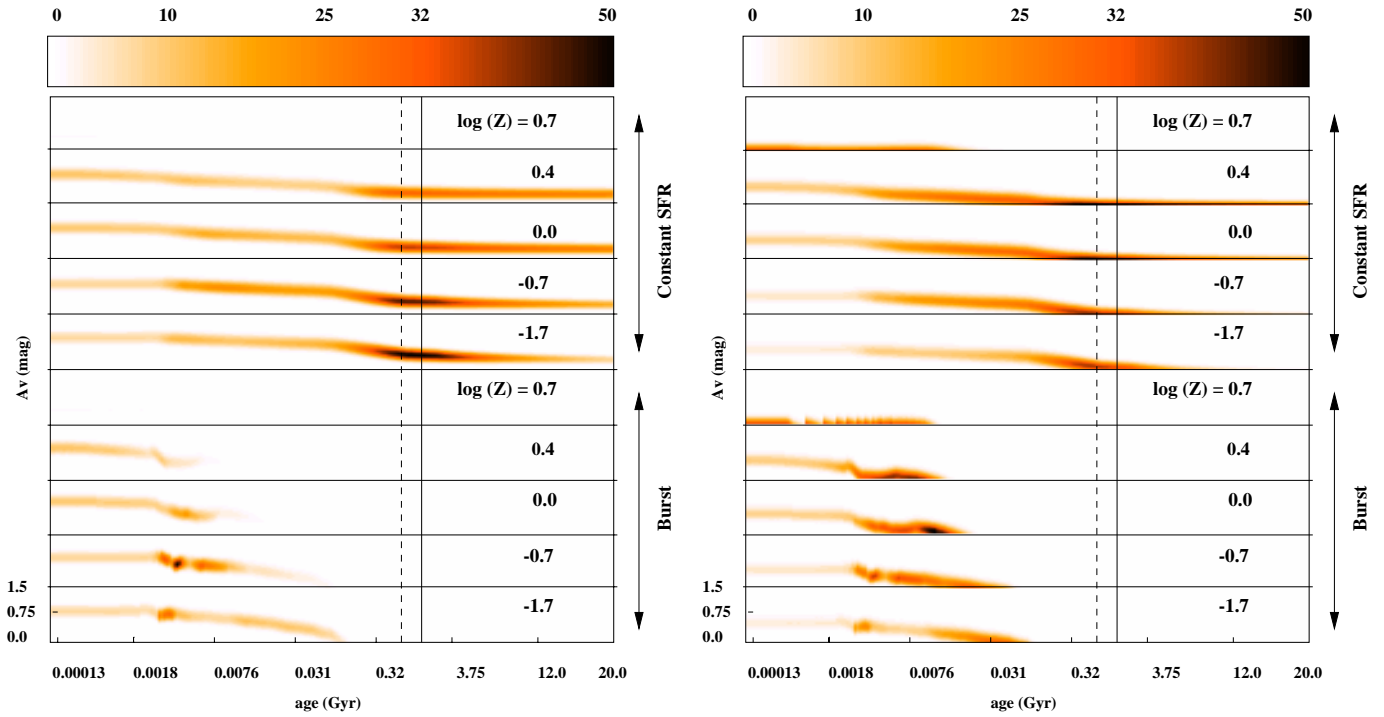 0 10 25 32 50
log (Z) = 0.7
0.4
0.0
-0.7
-1.7
Constant SFR
log (Z) = 0.7
0.4
0.0
-0.7
-1.7
Burst
Av (mag)
1.5
0.75
0.0
0.00013 0.0018 0.0076 0.031 0.32 3.75 12.0 20.0
age (Gyr)
0 10 25 32 50
log (Z) = 0.7
0.4
0.0
-0.7
-1.7
Constant SFR
log (Z) = 0.7
0.4
0.0
-0.7
-1.7
Burst
Av (mag)
1.5
0.75
0.0
0.00013 0.0018 0.0076 0.031 0.32 3.75 12.0 20.0
age (Gyr)